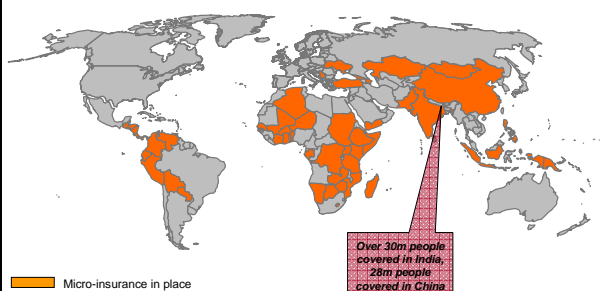 Over 30m people
covered in India,
28m people
covered in China
Micro-insurance in place